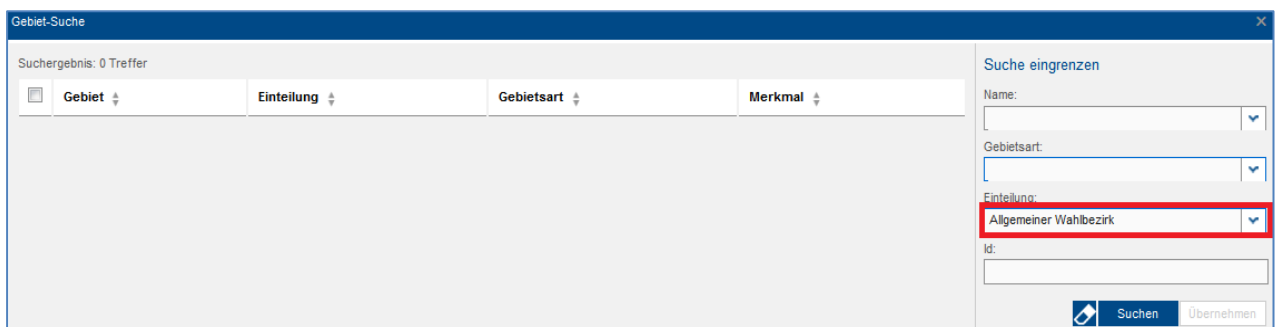 Gebiet-Suche
Suchergebnis: 0 Treffer
Gebiet Einteilung Gebietsart Merkmal
Suche eingrenzen
Name:
Gebietsart:
Einteilung:
Allgemeiner Wahlbezirk
Id:
Suchen Übernehmen